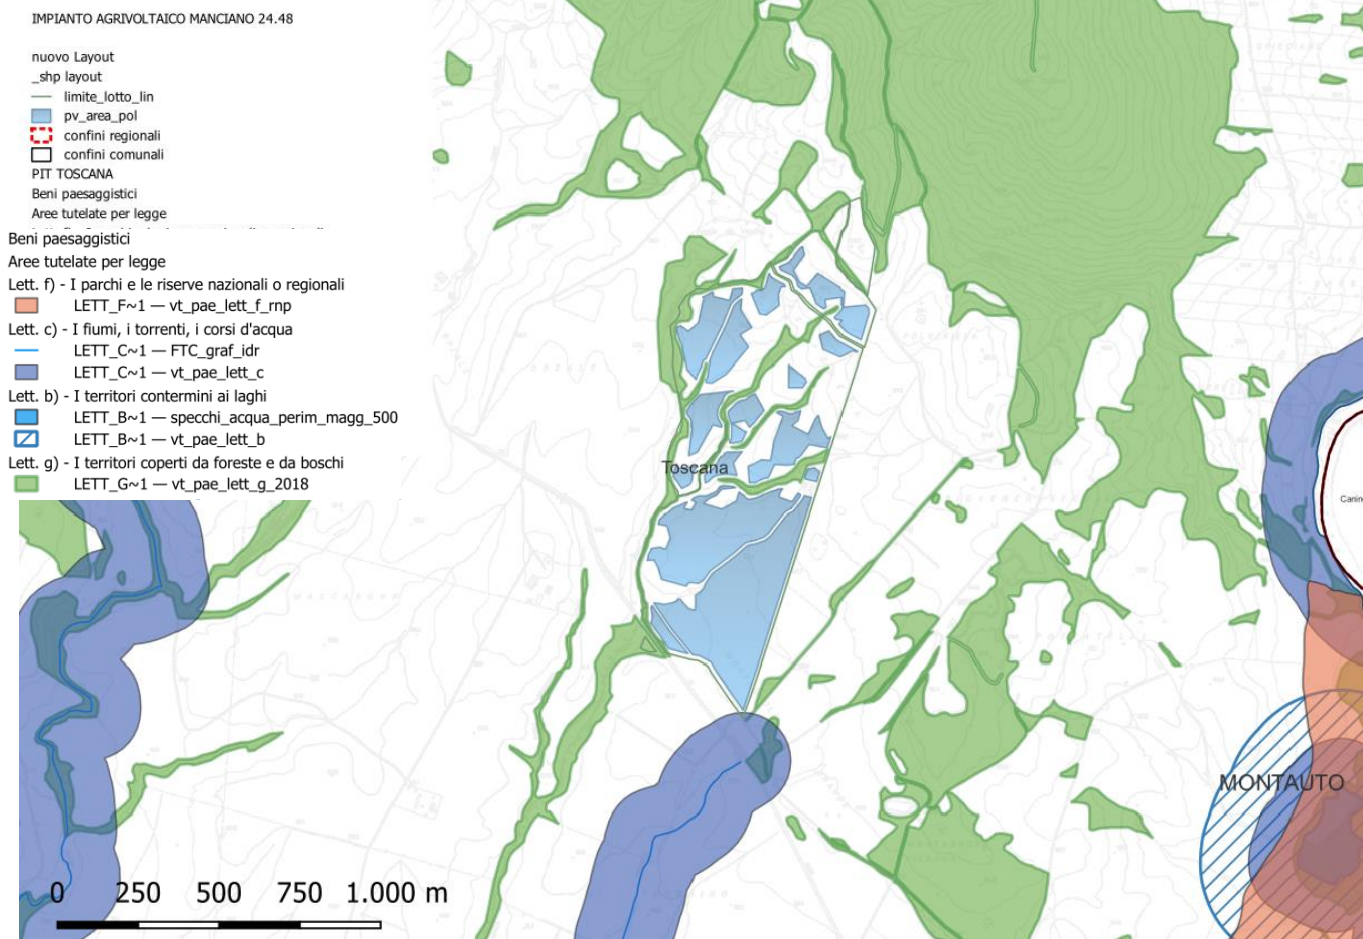 IMPIANTO AGRIVOLTAICO MANCIANO 24.48
nuovo Layout
_shp layout
limite_lotto_lin
pv_area_pol
confini regionali
confini comunali
PIT TOSCANA
Beni paesaggistici
Aree tutelate per legge
Beni paesaggistici
Aree tutelate per legge
Lett. f) - I parchi e le riserve nazionali o regionali
LETT_F~1 — vt_pae_lett_f_rnp
Lett. c) - I fiumi, i torrenti, i corsi d'acqua
LETT_C~1 — FTC_graf_idr
LETT_C~1 — vt_pae_lett_c
Lett. b) - I territori contermini ai laghi
LETT_B~1 — specchi_acqua_perim_magg_500
LETT_B~1 — vt_pae_lett_b
Lett. g) - I territori coperti da foreste e da boschi
LETT_G~1 — vt_pae_lett_g_2018
Toscana
MONTAUTO
0 250 500 750 1.000 m